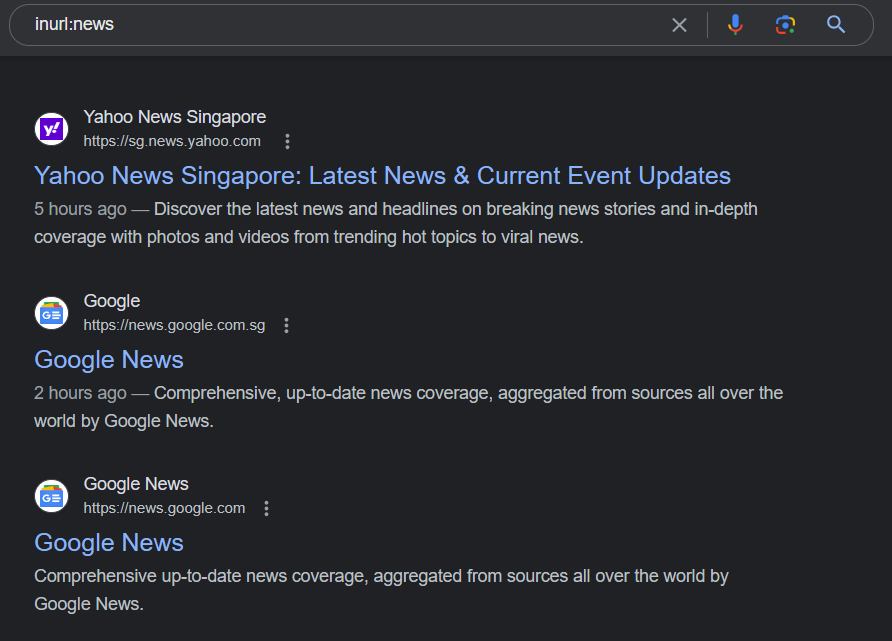 inurl:news
Yahoo News Singapore
https://sg.news.yahoo.com
Yahoo News Singapore: Latest News & Current Event Updates
5 hours ago — Discover the latest news and headlines on breaking news stories and in-depth
coverage with photos and videos from trending hot topics to viral news.
Google
https://news.google.com.sg
Google News
2 hours ago — Comprehensive, up-to-date news coverage, aggregated from sources all over the
world by Google News.
Google News
https://news.google.com
Google News
Comprehensive up-to-date news coverage, aggregated from sources all over the world by
Google News.